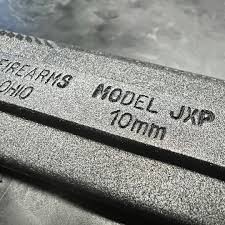 FIREARMS
OHIO
MODEL JXP
10mm